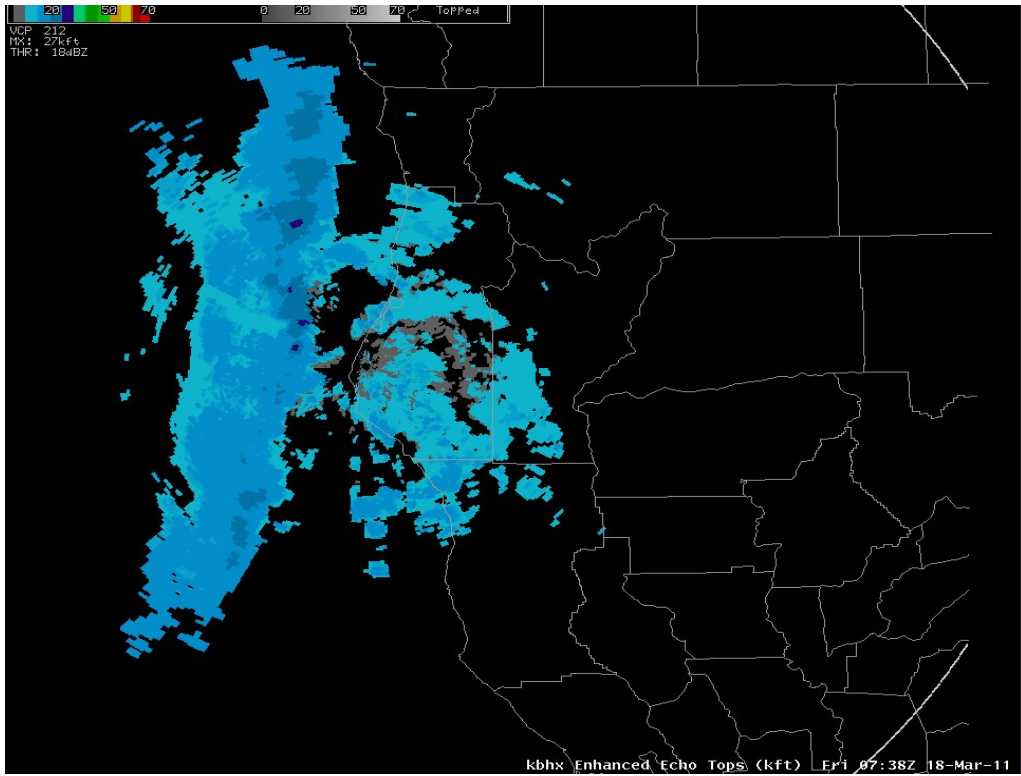 20 30 50 70 0 20 50 70 Topped
VCP 212
MX: 27kft
THR: 18dBZ
kbhx Enhanced Echo Tops (kft) Fri 07:38Z 18-Mar-11